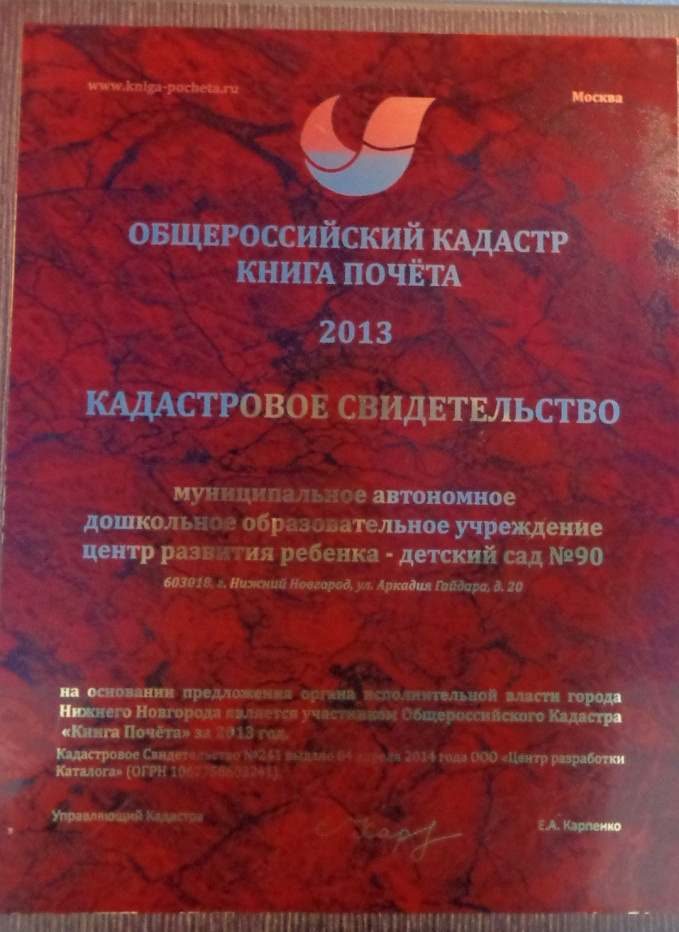 www.kniga-pocheta.ru
Москва
ОБЩЕРОССИЙСКИЙ КАДАСТР
КНИГА ПОЧЁТА
2013
КАДАСТРОВОЕ СВИДЕТЕЛЬСТВО
муниципальное автономное
дошкольное образовательное учреждение
центр развития ребенка - детский сад №90
603018, г. Нижний Новгород, ул. Аркадия Гайдара, д. 20
на основании предложения органа исполнительной власти города
Нижнего Новгорода является участником Общероссийского Кадастра
«Книга Почёта» за 2013 год.
Кадастровое Свидетельство №241 выдано 04 апреля 2014 года ООО «Центр разработки
Каталога» (ОГРН
Управляющий Кадастра
Е.А. Карпенко